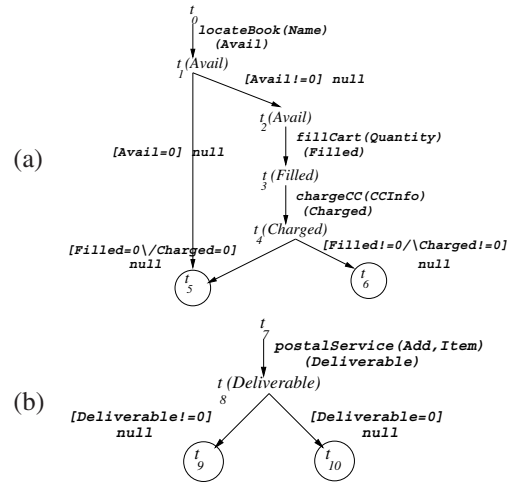 t0
locateBook(Name)
(Avail)
t1(Avail)
[Avail!=0] null
t2(Avail)
(a)
[Avail=0] null
fillCart(Quantity)
(Filled)
t3(Filled)
chargeCC(CCInfo)
(Charged)
t4(Charged)
[Filled=0\/Charged=0]
null
[Filled!=0/\Charged!=0]
null
t5
t6
t7
postalService(Add,Item)
(Deliverable)
t8(Deliverable)
(b)
[Deliverable!=0]
null
[Deliverable=0]
null
t9
t10